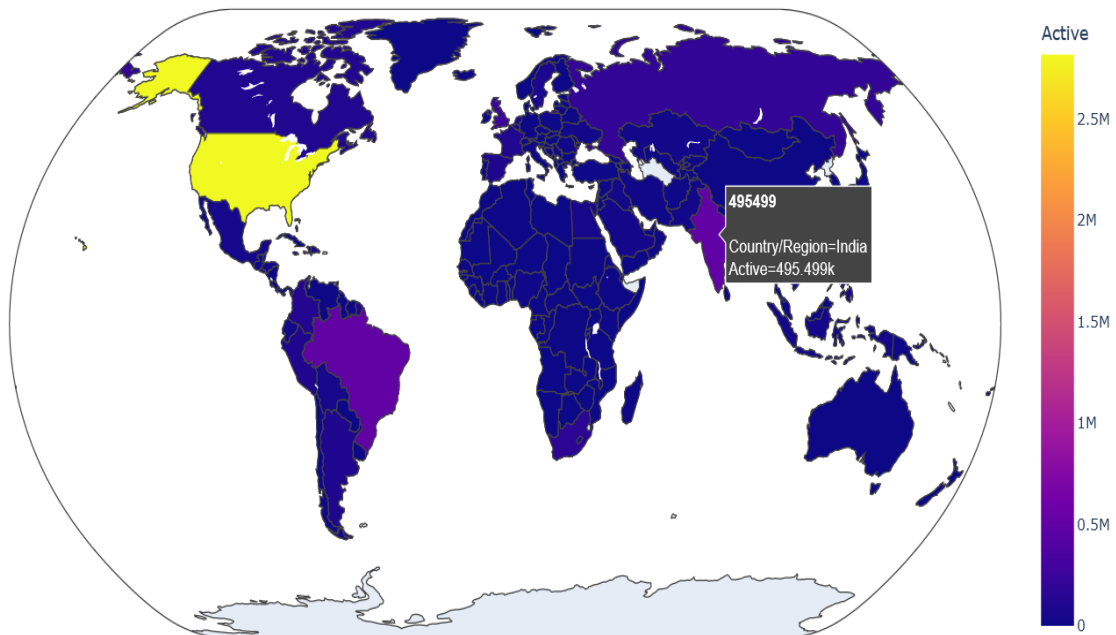 Active
495499
Country/Region=India
Active=495.499k
2.5M
2M
1.5M
1M
0.5M
0